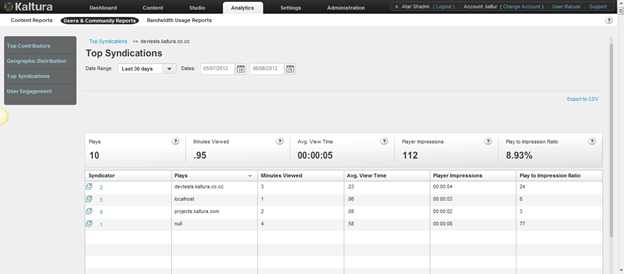 Kaltura Dashboard Content Studio Analytics Settings Administration × Alar Shadmi ( Logout ) Account: kaltur ( Change Account ) User Manual Support
Content Reports Users & Community Reports Bandwidth Usage Reports
Top Contributors
Geographic Distribution
Top Syndications
User Engagement
Top Syndications >> devtests.kaltura.co.cc
Top Syndications
Date Range: Last 30 days Dates: 05/07/2012 06/06/2012
Export to CSV
Plays Minutes Viewed Avg. View Time Player Impressions Play to Impression Ratio
10 .95 00:00:05 112 8.93%
Syndicator Plays Minutes Viewed Avg. View Time Player Impressions Play to Impression Ratio
2 devtests.kaltura.co.cc 3 .23 00:00:04 24
5 localhost 1 .06 00:00:03 8
9 projects.kaltura.com 2 .08 00:00:02 3
1 null 4 .58 00:00:08 77